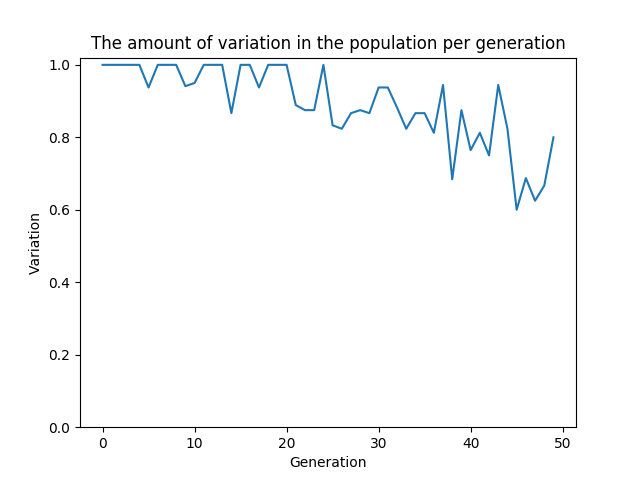 The amount of variation in the population per generation
1.0
0.8
0.6
0.4
0.2
0.0
Variation
0 10 20 30 40 50
Generation